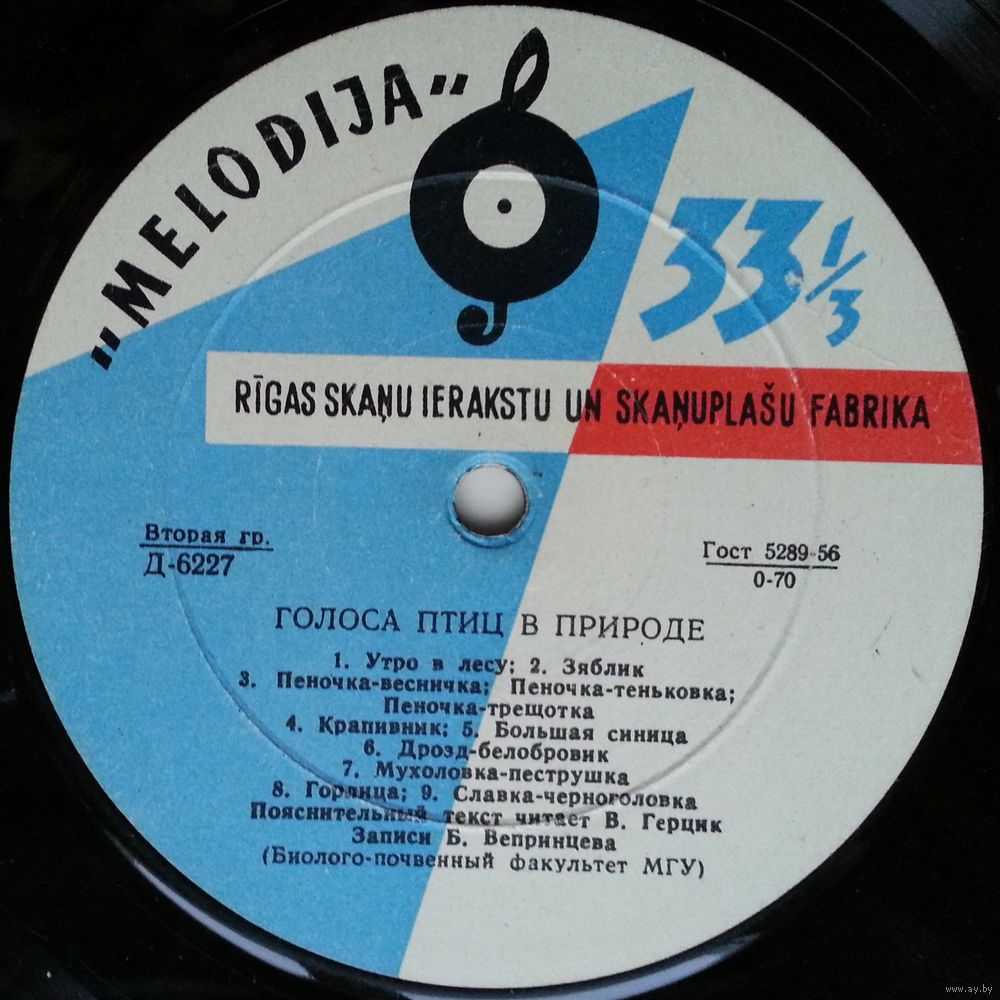 „MELODIJA”
33 1/3
RĪGAS SKAŅU IERAKSTU UN SKAŅUPLAŠU FABRIKA
Вторая гр.
Д-6227
Гост 5289-56
0-70
ГОЛОСА ПТИЦ В ПРИРОДЕ
1. Утро в лесу; 2. Зяблик
3. Пеночка-весничка; Пеночка-теньковка;
Пеночка-трещотка
4. Крапивник; 5. Большая синица
6. Дрозд-белобровик
7. Мухоловка-пеструшка
8. Горлица; 9. Славка-черноголовка
Пояснительный текст читает В. Герцик
Записи Б. Вепринцева
(Биолого-почвенный факультет МГУ)
www.ay.by